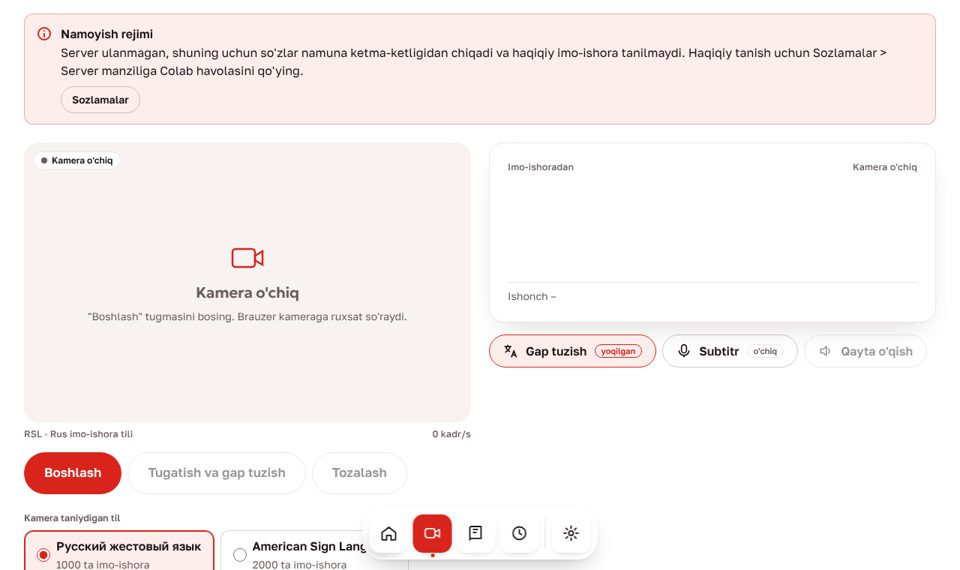 Namoyish rejimi
Server ulanmagan, shuning uchun so'zlar namuna ketma-ketligidan chiqadi va haqiqiy imo-ishora tanilmaydi. Haqiqiy tanish uchun Sozlamalar >
Server manziliga Colab havolasini qo'ying.
Sozlamalar
Kamera o'chiq
Kamera o'chiq
"Boshlash" tugmasini bosing. Brauzer kameraga ruxsat so'raydi.
RSL · Rus imo-ishora tili
0 kadr/s
Imo-ishoradan
Kamera o'chiq
Ishonch –
Gap tuzish yoqilgan
Subtitr o'chiq
Qayta o'qish
Boshlash
Tugatish va gap tuzish
Tozalash
Kamera taniydigan til
Русский жестовый язык
1000 ta imo-ishora
American Sign
2000 ta imo-ishora